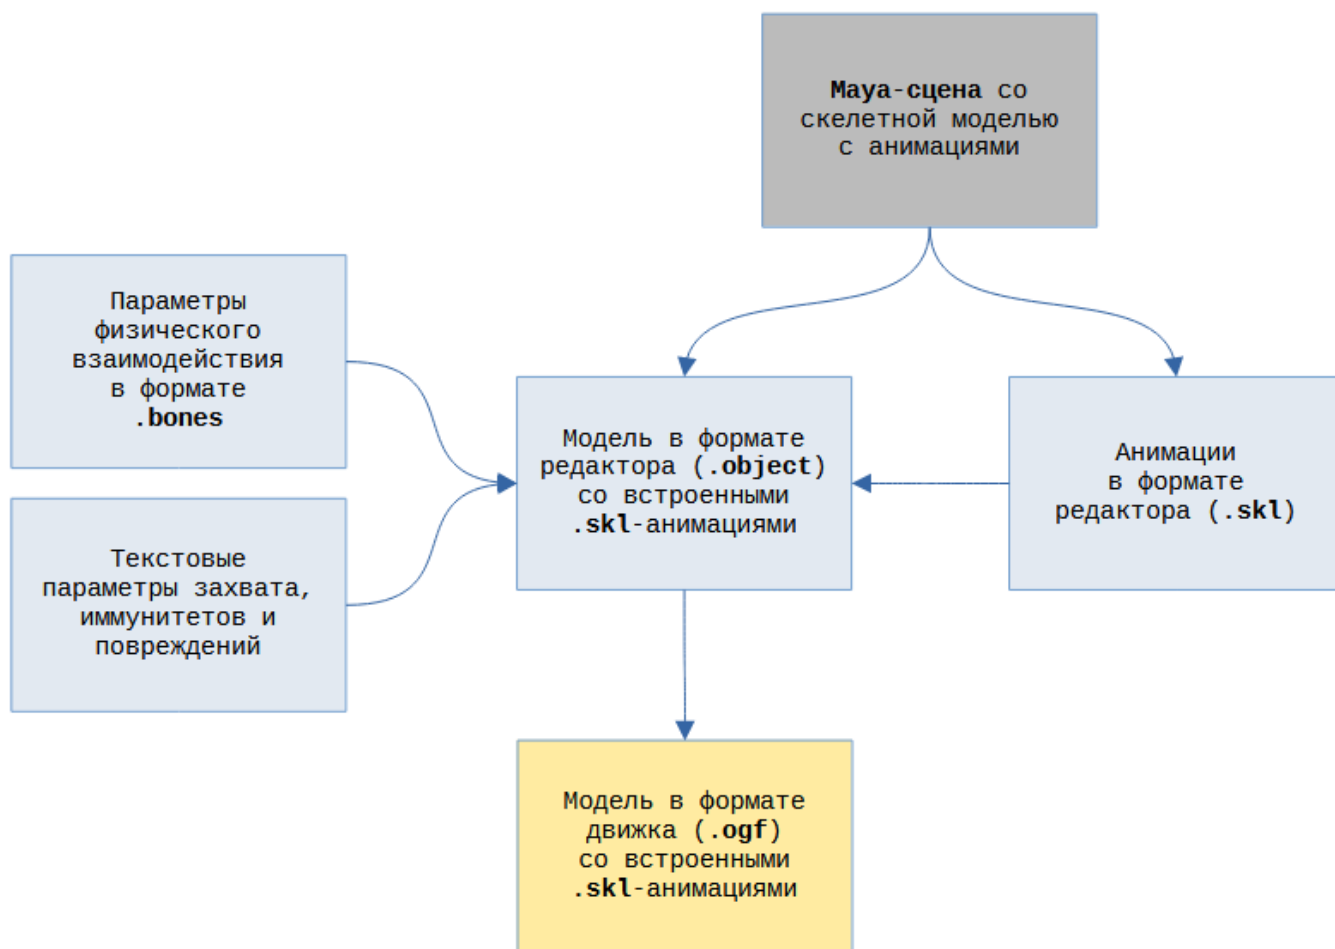 Maya-сцена со
скелетной моделью
с анимациями
Параметры
физического
взаимодействия
в формате
.bones
Модель в формате
редактора (.object)
со встроенными
.skl-анимациями
Анимации
в формате
редактора (.skl)
Текстовые
параметры захвата,
иммунитетов и
повреждений
Модель в формате
движка (.ogf)
со встроенными
.skl-анимациями